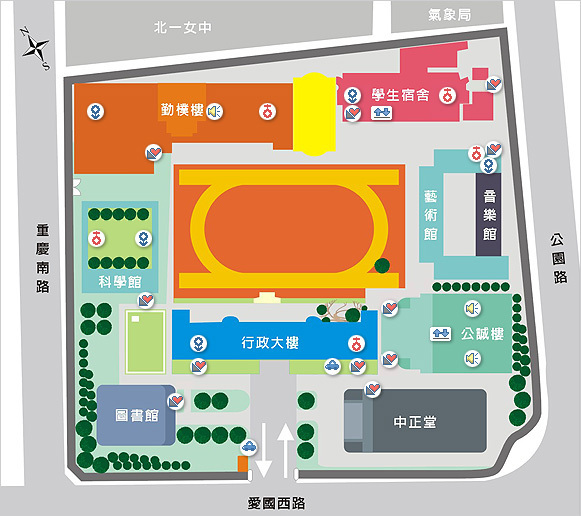 北一女中
氣象局
N
S
勤樸樓
學生宿舍
重慶南路
藝術館
音樂館
公園路
科學館
行政大樓
公誠樓
圖書館
中正堂
愛國西路